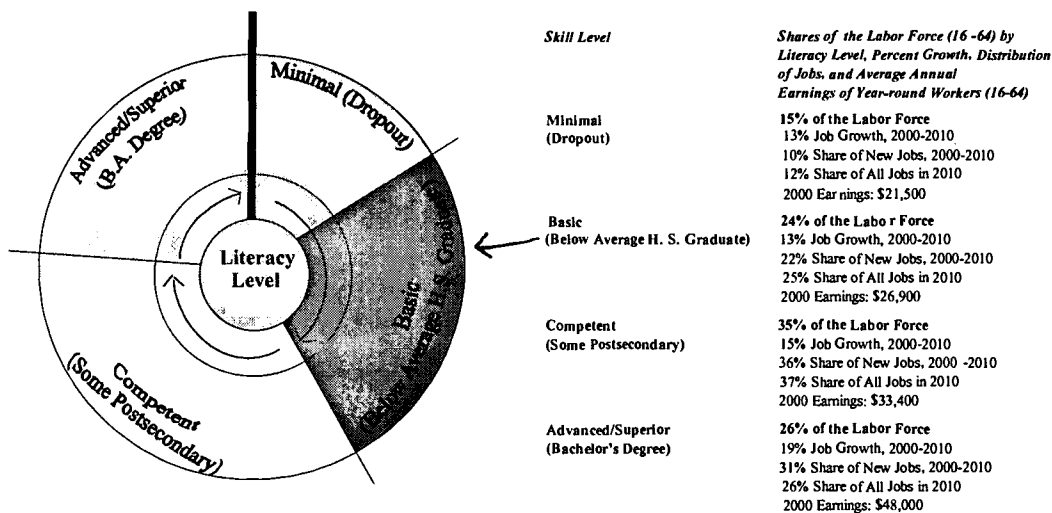 Advanced/Superior
(B.A. Degree)
Minimal (Dropout)
Literacy
Level
Basic
(Below Average H. S. Graduate)
Competent
(Some Postsecondary)
Skill Level
Shares of the Labor Force (16 -64) by
Literacy Level, Percent Growth, Distribution
of Jobs, and Average Annual
Earnings of Year-round Workers (16-64)
Minimal
(Dropout)
15% of the Labor Force
13% Job Growth, 2000-2010
10% Share of New Jobs, 2000-2010
12% Share of All Jobs in 2010
2000 Ear nings: $21,500
Basic
(Below Average H. S. Graduate)
24% of the Labo r Force
13% Job Growth, 2000-2010
22% Share of New Jobs, 2000-2010
25% Share of All Jobs in 2010
2000 Earnings: $26,900
Competent
(Some Postsecondary)
35% of the Labor Force
15% Job Growth, 2000-2010
36% Share of New Jobs, 2000 -2010
37% Share of All Jobs in 2010
2000 Earnings: $33,400
Advanced/Superior
(Bachelor's Degree)
26% of the Labor Force
19% Job Growth, 2000-2010
31% Share of New Jobs, 2000-2010
26% Share of All Jobs in 2010
2000 Earnings: $48,000